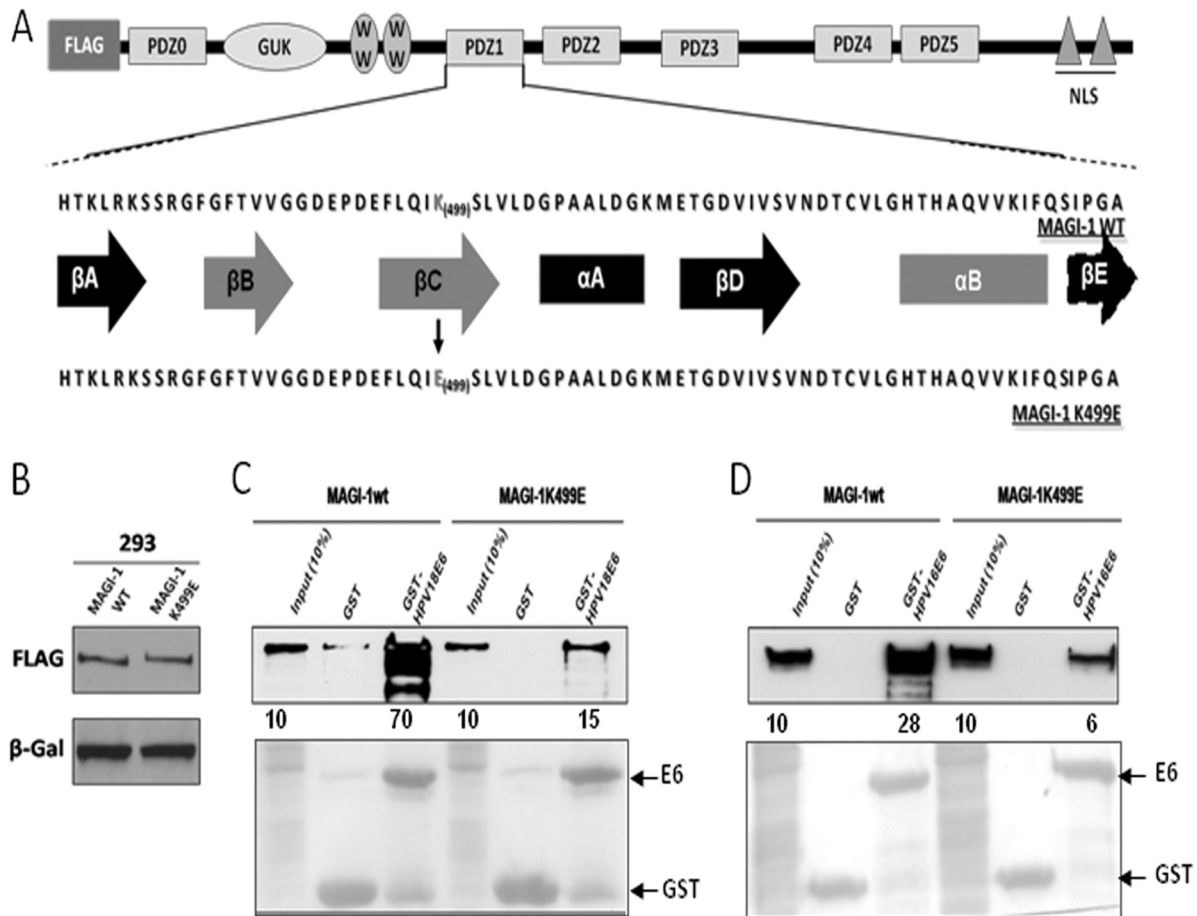 A
FLAG PDZ0 GUK WW WW PDZ1 PDZ2 PDZ3 PDZ4 PDZ5
NLS
HTKLRKSSRGFGFTVVGGDEPDEFLQIK(499)SLVLDGPAALDGKMETGDVIVSVNDTCVLGHTHAQVVKIFQSIPGA
MAGI-1 WT
βA βB βC αA βD αB βE
HTKLRKSSRGFGFTVVGGDEPDEFLQIE(499)SLVLDGPAALDGKMETGDVIVSVNDTCVLGHTHAQVVKIFQSIPGA
MAGI-1 K499E
B
293
MAGI-1 WT
MAGI-1 K499E
FLAG
β-Gal
C
MAGI-1wt MAGI-1K499E
Input (10%)
GST
GST-HPV18E6
Input (10%)
GST
GST-HPV18E6
10 70 10 15
E6
GST
D
MAGI-1wt MAGI-1K499E
Input (10%)
GST
GST-HPV16E6
Input (10%)
GST
GST-HPV16E6
10 28 10 6
E6
GST